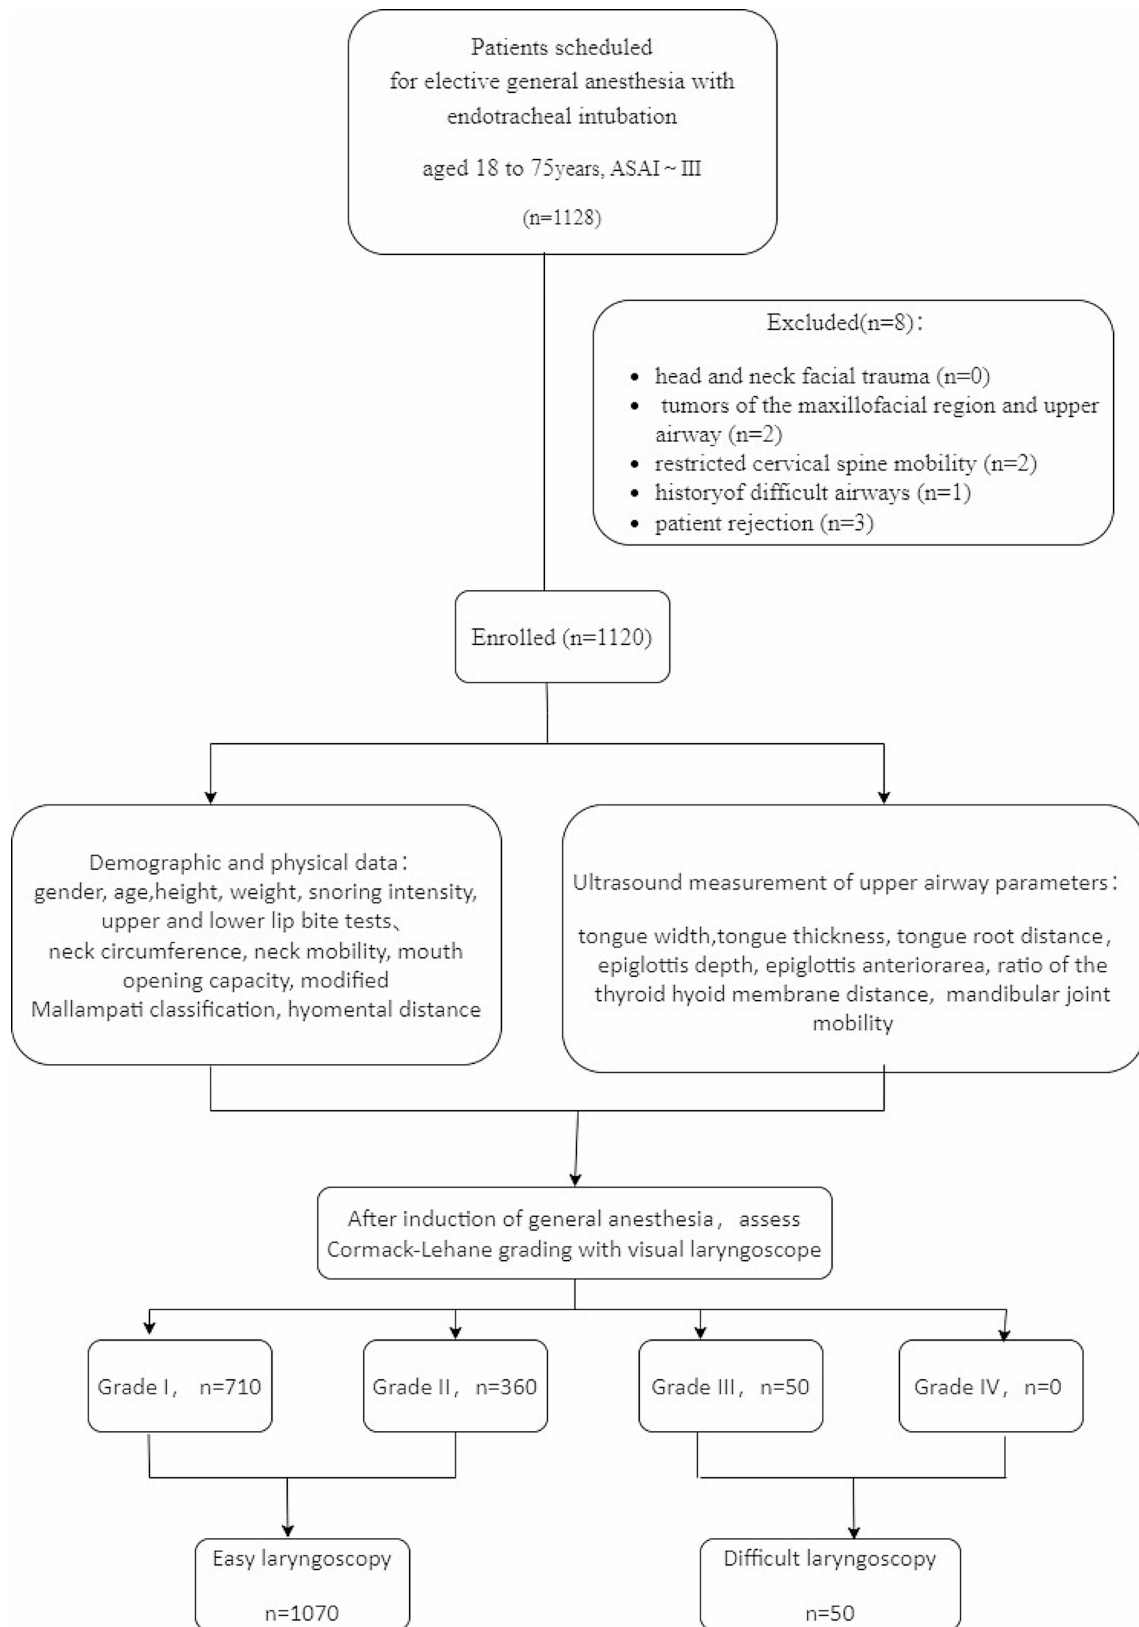 Patients scheduled
for elective general anesthesia with
endotracheal intubation
aged 18 to 75years, ASAI ~ III
(n=1128)
Excluded(n=8)：
• head and neck facial trauma (n=0)
• tumors of the maxillofacial region and upper
airway (n=2)
• restricted cervical spine mobility (n=2)
• historyof difficult airways (n=1)
• patient rejection (n=3)
Enrolled (n=1120)
Demographic and physical data：
gender, age,height, weight, snoring intensity,
upper and lower lip bite tests、
neck circumference, neck mobility, mouth
opening capacity, modified
Mallampati classification, hyomental distance
Ultrasound measurement of upper airway parameters：
tongue width,tongue thickness, tongue root distance，
epiglottis depth, epiglottis anteriorarea, ratio of the
thyroid hyoid membrane distance,  mandibular joint
mobility
After induction of general anesthesia，assess
Cormack-Lehane grading with visual laryngoscope
Grade I， n=710
Grade II，n=360
Grade III，n=50
Grade IV，n=0
Easy laryngoscopy
n=1070
Difficult laryngoscopy
n=50